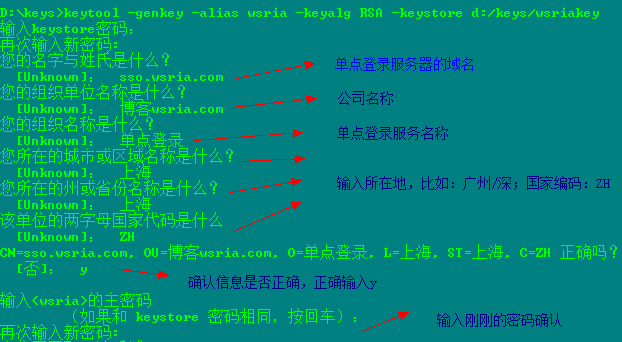 D:\keys>keytool -genkey -alias wsria -keyalg RSA -keystore d:/keys/wsriakey
输入keystore密码：
再次输入新密码：
您的名字与姓氏是什么？
[Unknown]： sso.wsria.com
单点登录服务器的域名
您的组织单位名称是什么？
[Unknown]： 博客wsria.com
公司名称
您的组织名称是什么？
[Unknown]： 单点登录
单点登录服务名称
您所在的城市或区域名称是什么？
[Unknown]： 上海
您所在的州或省份名称是什么？
输入所在地，比如：广州/深；国家编码：ZH
[Unknown]： 上海
该单位的两字母国家代码是什么
[Unknown]： ZH
CN=sso.wsria.com, OU=博客wsria.com, O=单点登录, L=上海, ST=上海, C=ZH 正确吗？
[否]： y
确认信息是否正确，正确输入y
输入<wsria>的主密码
（如果和 keystore 密码相同，按回车）：
输入刚刚的密码确认
再次输入新密码: